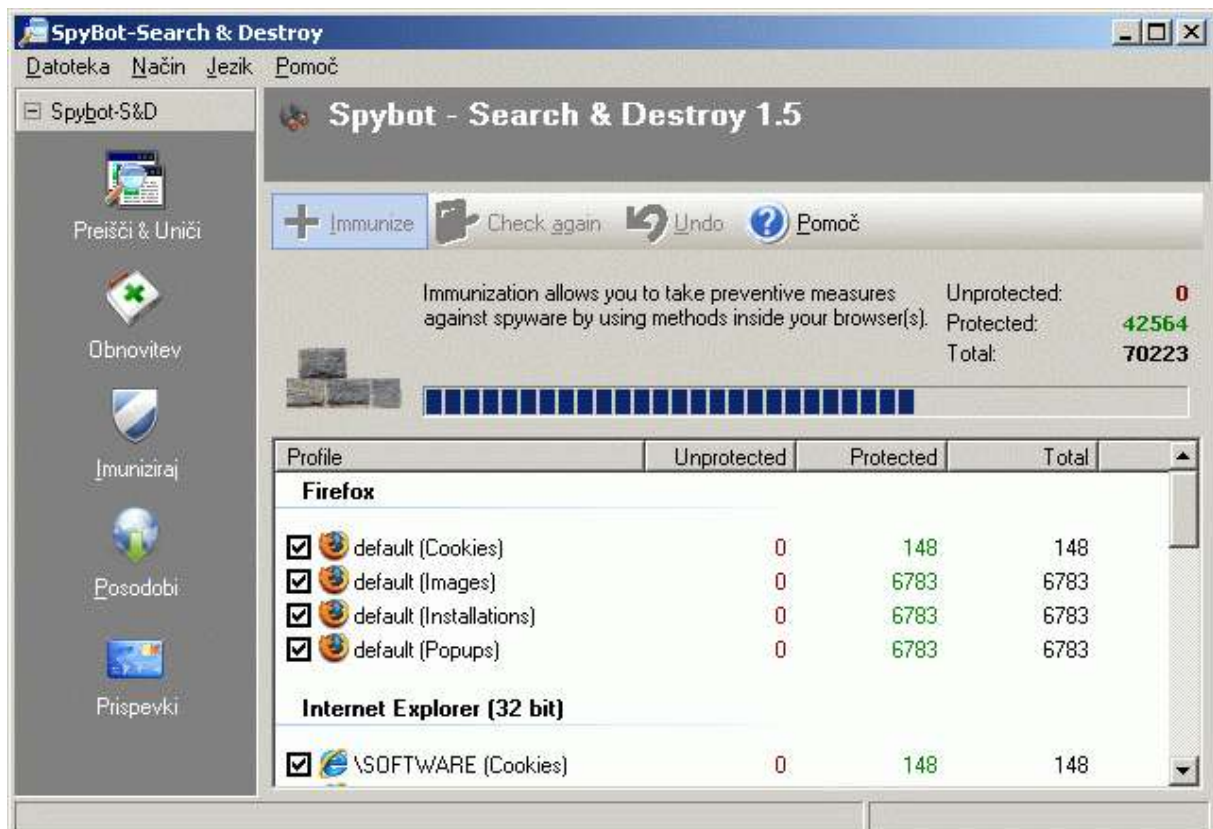 SpyBot-Search & Destroy
Datoteka Način Jezik Pomoč
Spybot-S&D
Preišči & Uniči
Obnovitev
Imuniziraj
Posodobi
Prispevki
Spybot - Search & Destroy 1.5
Immunize Check again Undo Pomoč
Immunization allows you to take preventive measures
against spyware by using methods inside your browser(s).
Unprotected: 0
Protected: 42564
Total: 70223
Profile Unprotected Protected Total
Firefox
default (Cookies) 0 148 148
default (Images) 0 6783 6783
default (Installations) 0 6783 6783
default (Popups) 0 6783 6783
Internet Explorer (32 bit)
\SOFTWARE (Cookies) 0 148 148